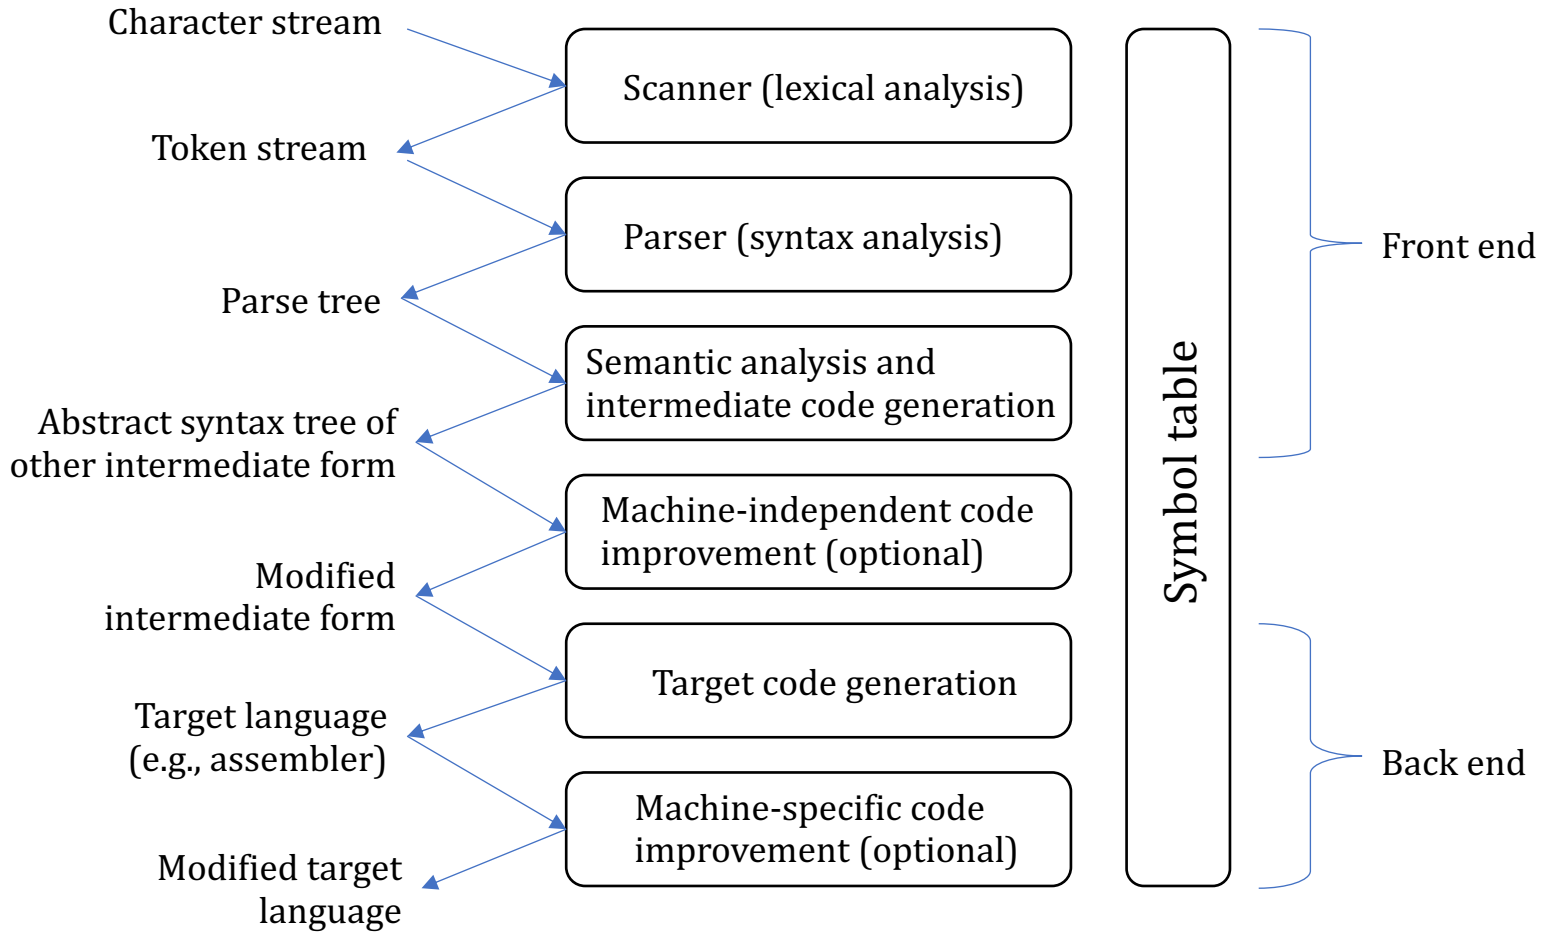 Character stream
Scanner (lexical analysis)
Token stream
Parser (syntax analysis)
Parse tree
Semantic analysis and
intermediate code generation
Abstract syntax tree of
other intermediate form
Machine-independent code
improvement (optional)
Modified
intermediate form
Target code generation
Target language
(e.g., assembler)
Machine-specific code
improvement (optional)
Modified target
language
Symbol table
Front end
Back end